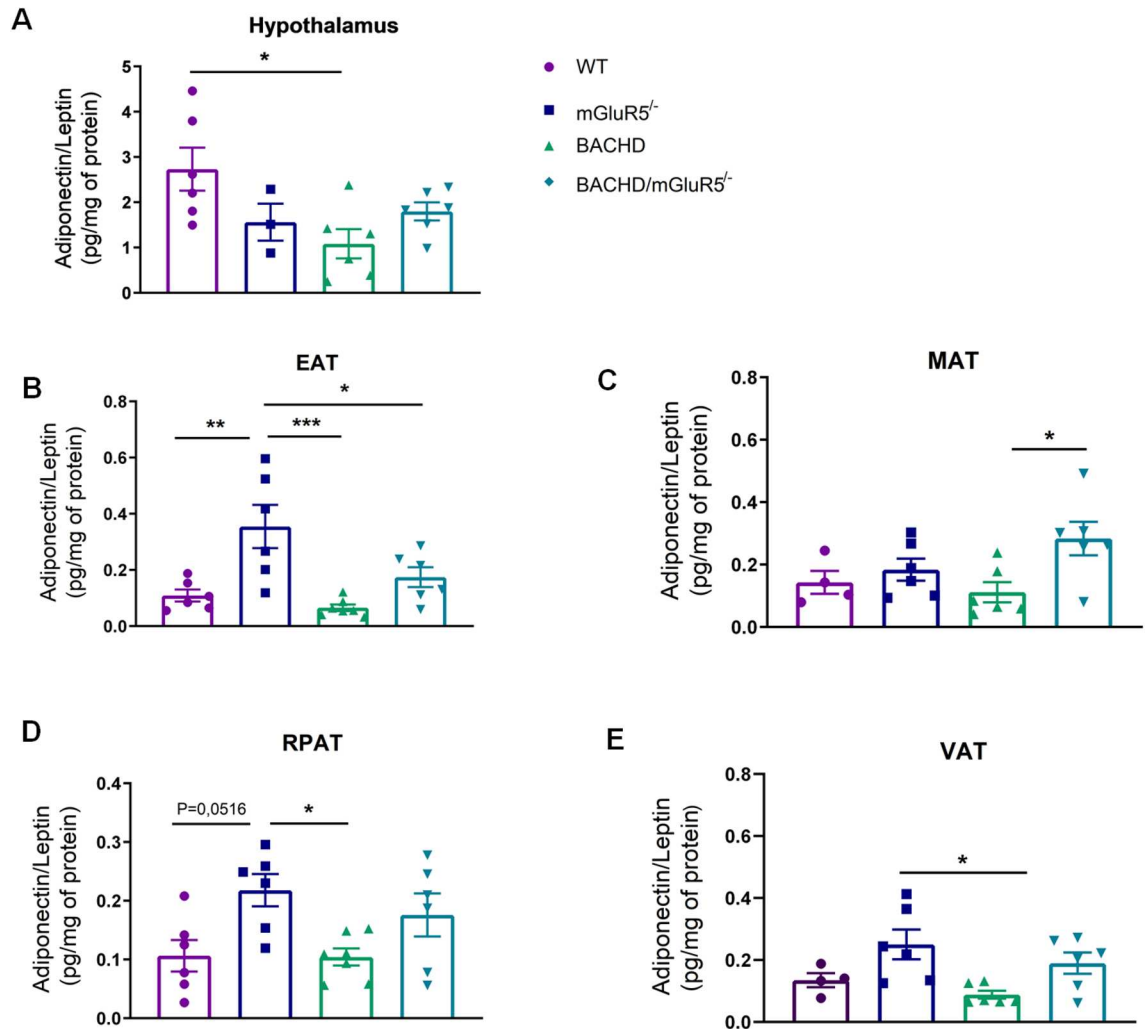 A
Hypothalamus
Adiponectin/Leptin
(pg/mg of protein)
5
4
3
2
1
0
*
WT
mGluR5/-
BACHD
BACHD/mGluR5/-
B
EAT
Adiponectin/Leptin
(pg/mg of protein)
0.8
0.6
0.4
0.2
0.0
*
**
***
C
MAT
Adiponectin/Leptin
(pg/mg of protein)
0.8
0.6
0.4
0.2
0.0
*
D
RPAT
Adiponectin/Leptin
(pg/mg of protein)
0.4
0.3
0.2
0.1
0.0
P=0,0516
*
E
VAT
Adiponectin/Leptin
(pg/mg of protein)
0.8
0.6
0.4
0.2
0.0
*